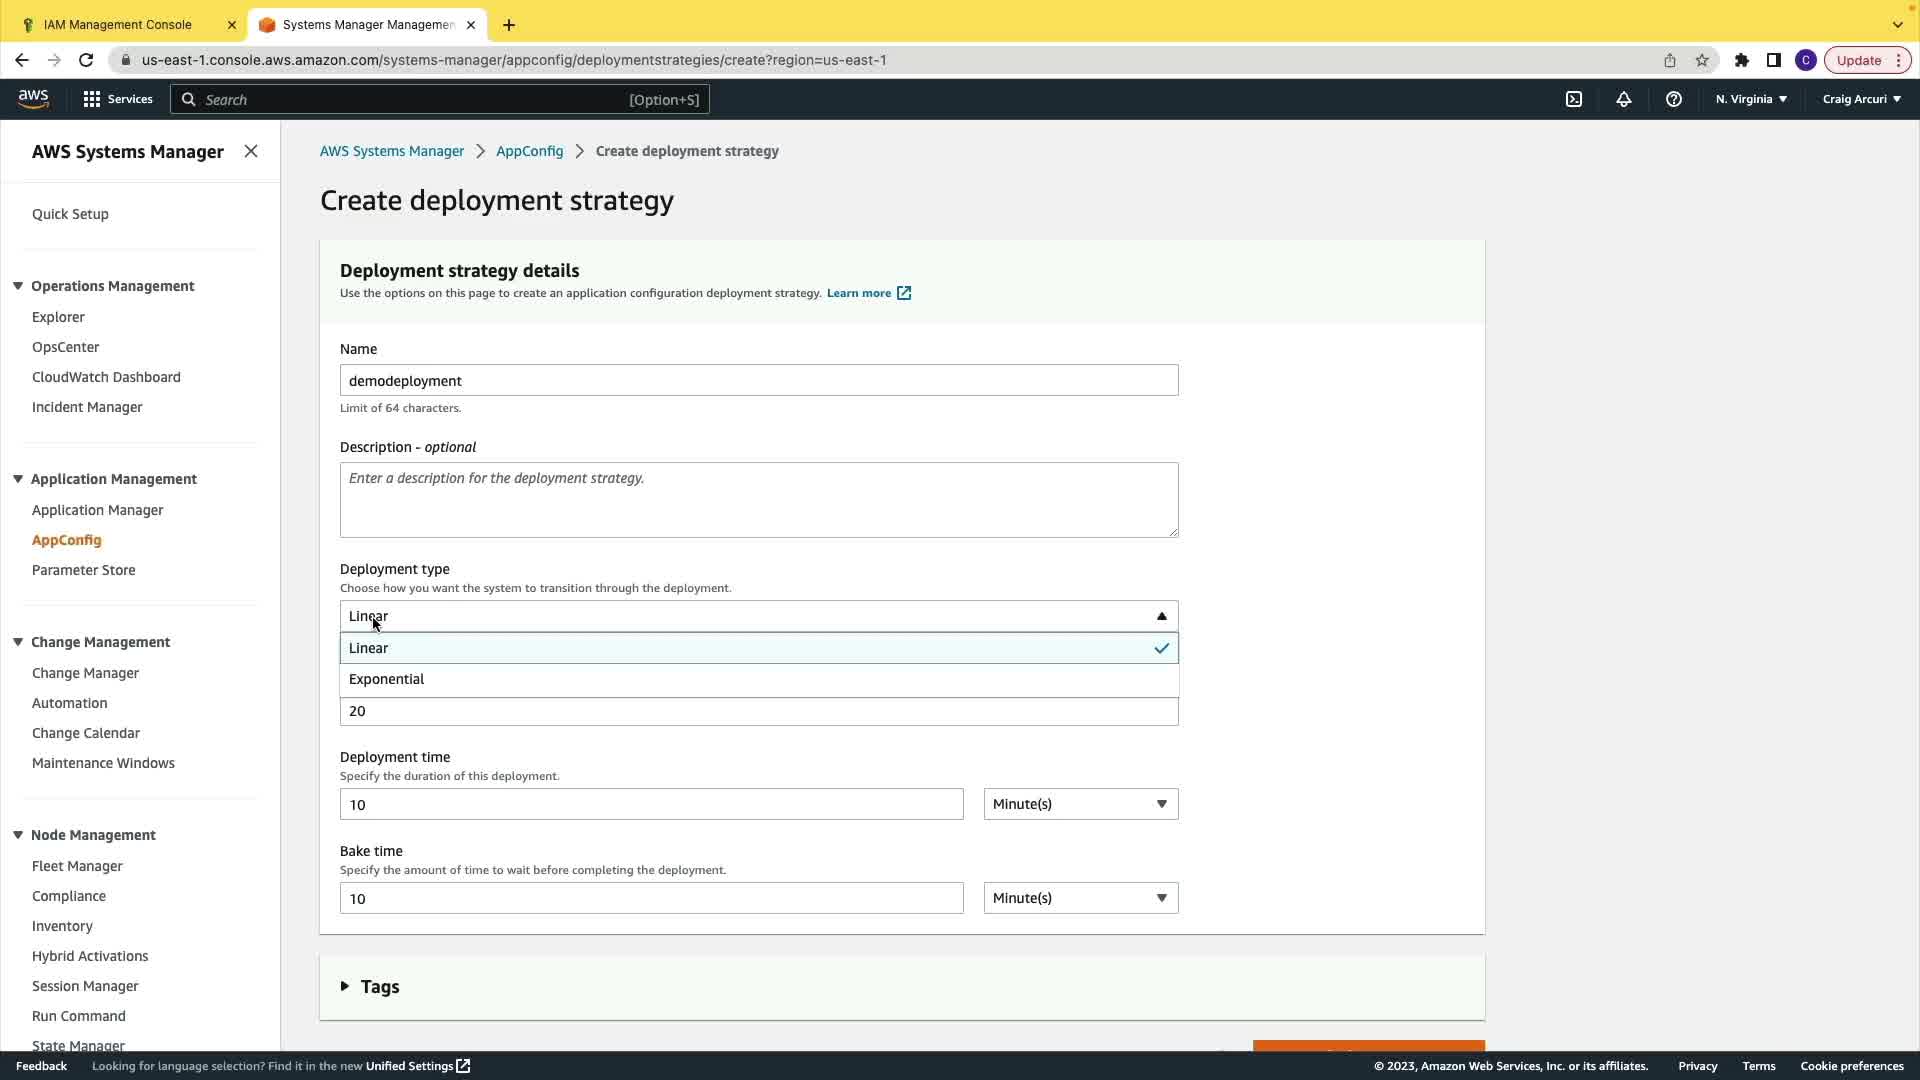 IAM Management Console
Systems Manager Managemen
us-east-1.console.aws.amazon.com/systems-manager/appconfig/deploymentstrategies/create?region=us-east-1
C
Update
aws
Services
Search
[Option+S]
N. Virginia
Craig Arcuri
AWS Systems Manager
Quick Setup
Operations Management
Explorer
OpsCenter
CloudWatch Dashboard
Incident Manager
Application Management
Application Manager
AppConfig
Parameter Store
Change Management
Change Manager
Automation
Change Calendar
Maintenance Windows
Node Management
Fleet Manager
Compliance
Inventory
Hybrid Activations
Session Manager
Run Command
State Manager
AWS Systems Manager > AppConfig > Create deployment strategy
Create deployment strategy
Deployment strategy details
Use the options on this page to create an application configuration deployment strategy. Learn more
Name
demodeployment
Limit of 64 characters.
Description - optional
Enter a description for the deployment strategy.
Deployment type
Choose how you want the system to transition through the deployment.
Linear
Linear
Exponential
20
Deployment time
Specify the duration of this deployment.
10
Minute(s)
Bake time
Specify the amount of time to wait before completing the deployment.
10
Minute(s)
Tags
Feedback
Looking for language selection? Find it in the new Unified Settings
© 2023, Amazon Web Services, Inc. or its affiliates.
Privacy
Terms
Cookie preferences